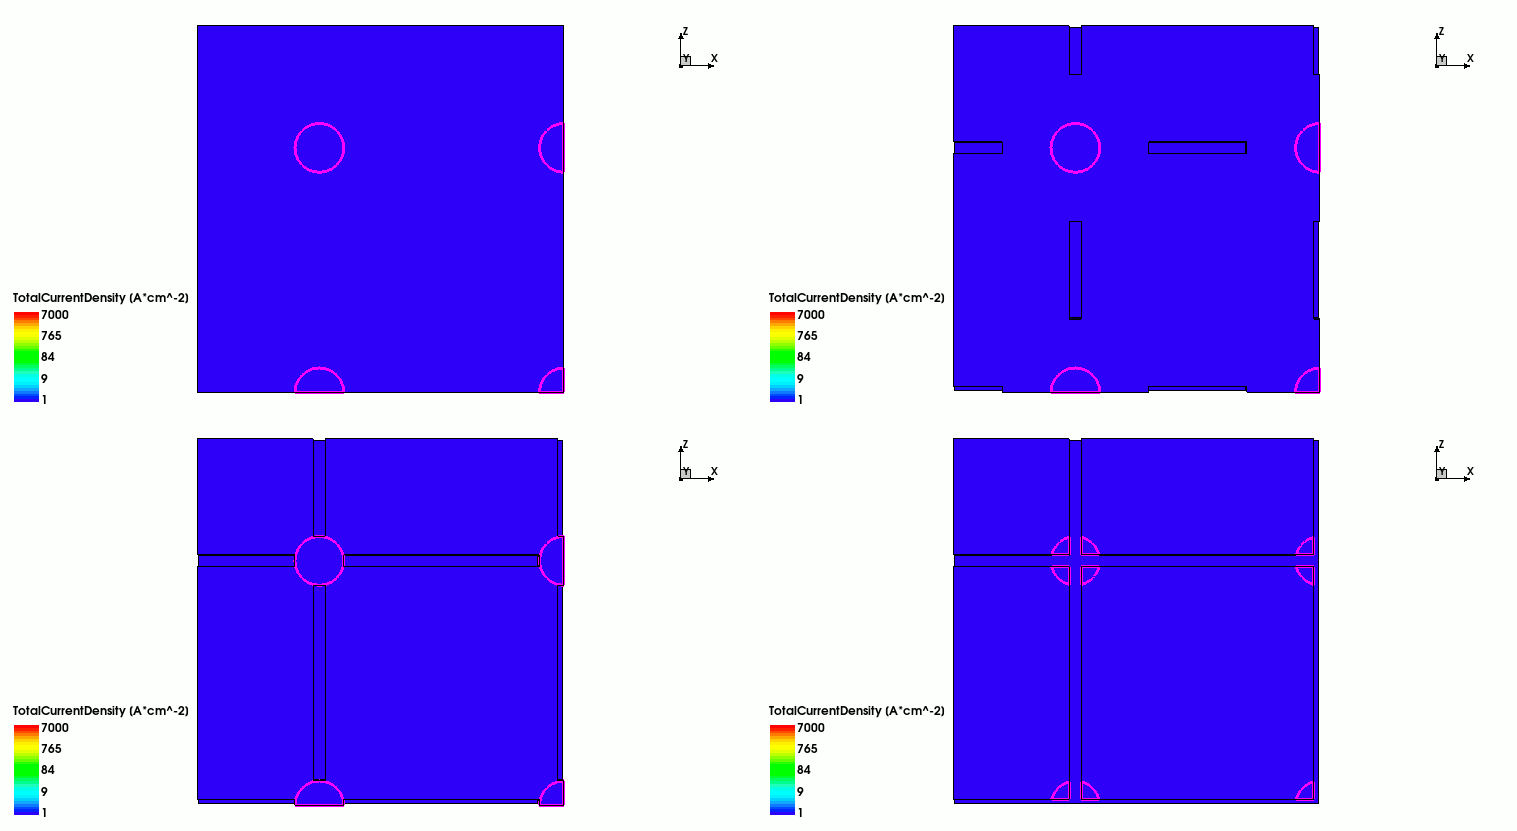 Z
Y X
TotalCurrentDensity (A*cm^-2)
7000
765
84
9
1
Z
Y X
TotalCurrentDensity (A*cm^-2)
7000
765
84
9
1
Z
Y X
TotalCurrentDensity (A*cm^-2)
7000
765
84
9
1
Z
Y X
TotalCurrentDensity (A*cm^-2)
7000
765
84
9
1